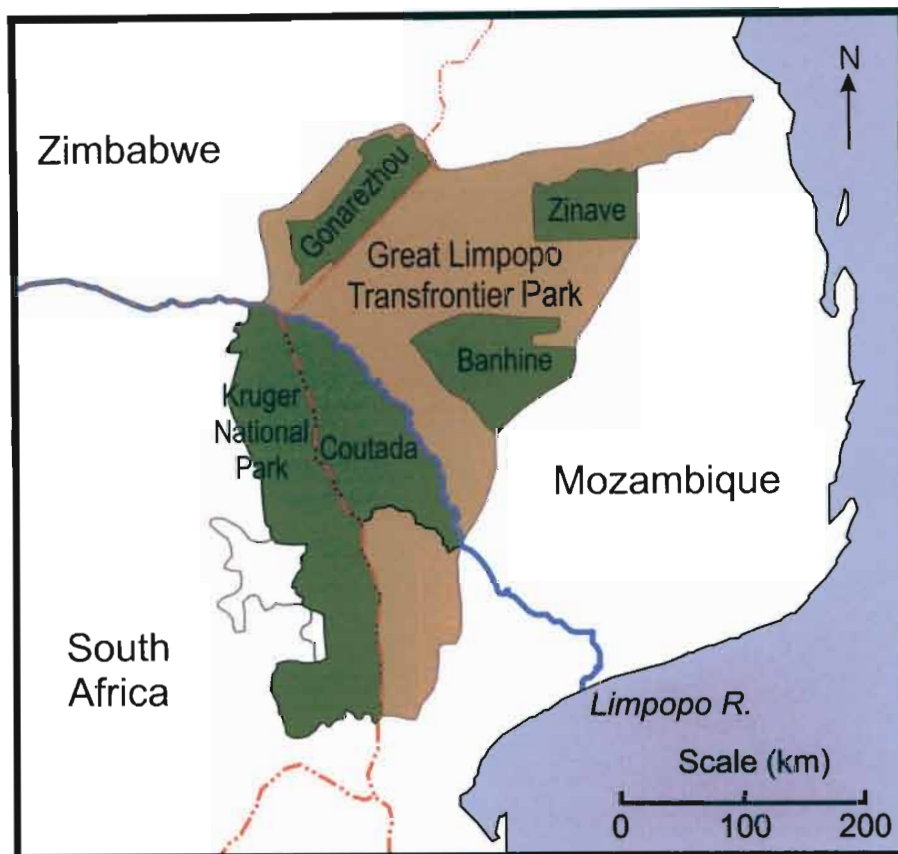 N
Zimbabwe
Gonarezhou
Zinave
Great Limpopo
Transfrontier Park
Banhine
Kruger
National
Park
Coutada
Mozambique
South
Africa
Limpopo R.
Scale (km)
0 100 200